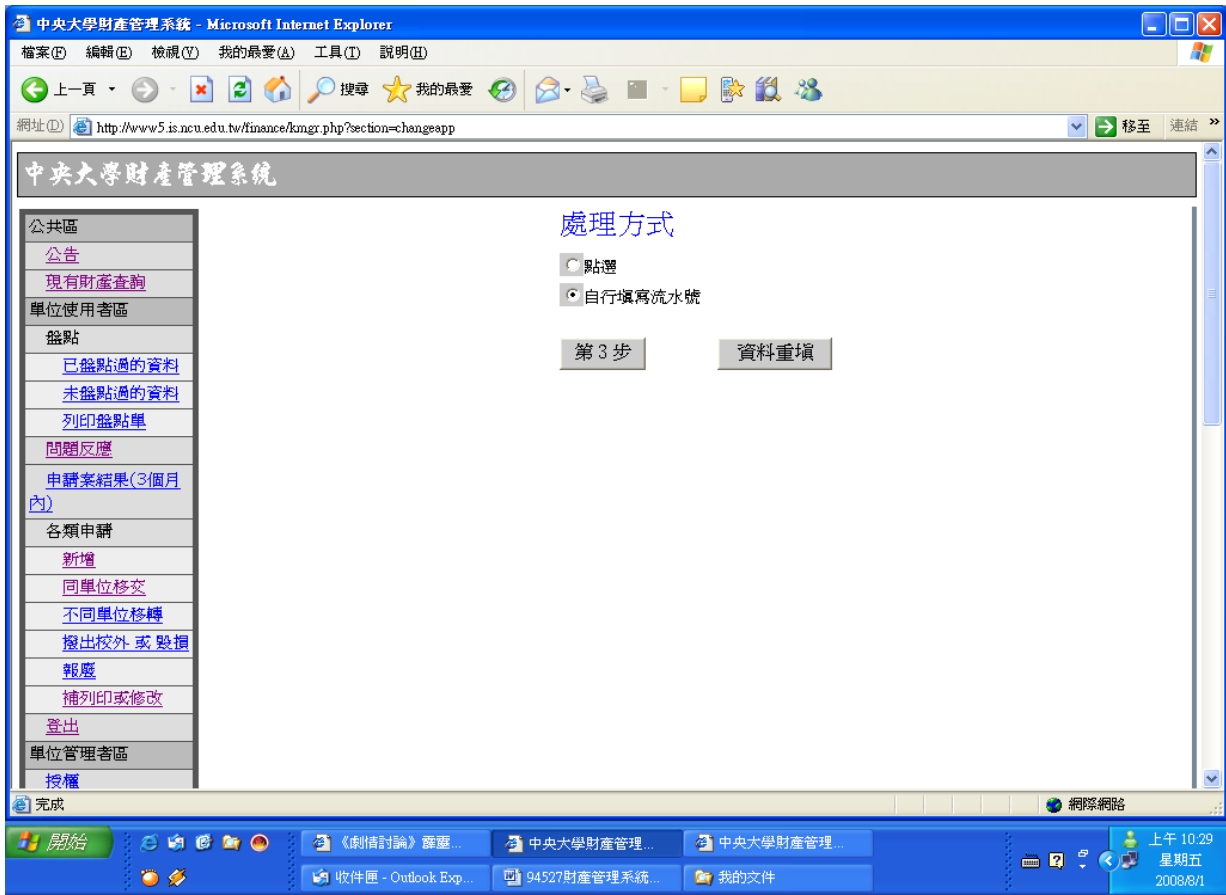 中央大學財產管理系統 - Microsoft Internet Explorer
檔案(F) 編輯(E) 檢視(V) 我的最愛(A) 工具(T) 說明(H)
上一頁 搜尋 我的最愛
網址(D) http://www5.is.ncu.edu.tw/finance/kmgr.php?section=changeapp 移至 連結 »
中央大學財產管理系統
公共區
公告
現有財產查詢
單位使用者區
盤點
已盤點過的資料
未盤點過的資料
列印盤點單
問題反應
申請案結果(3個月
內)
各類申請
新增
同單位移交
不同單位移轉
撥出校外 或 毀損
報廢
補列印或修改
登出
單位管理者區
授權
處理方式
點選
自行填寫流水號
第 3 步 資料重填
完成 網際網路
開始 《劇情討論》霹靂... 中央大學財產管理... 中央大學財產管理... 上午 10:29
星期五
收件匣 - Outlook Exp... 94527財產管理系統... 我的文件 2008/8/1